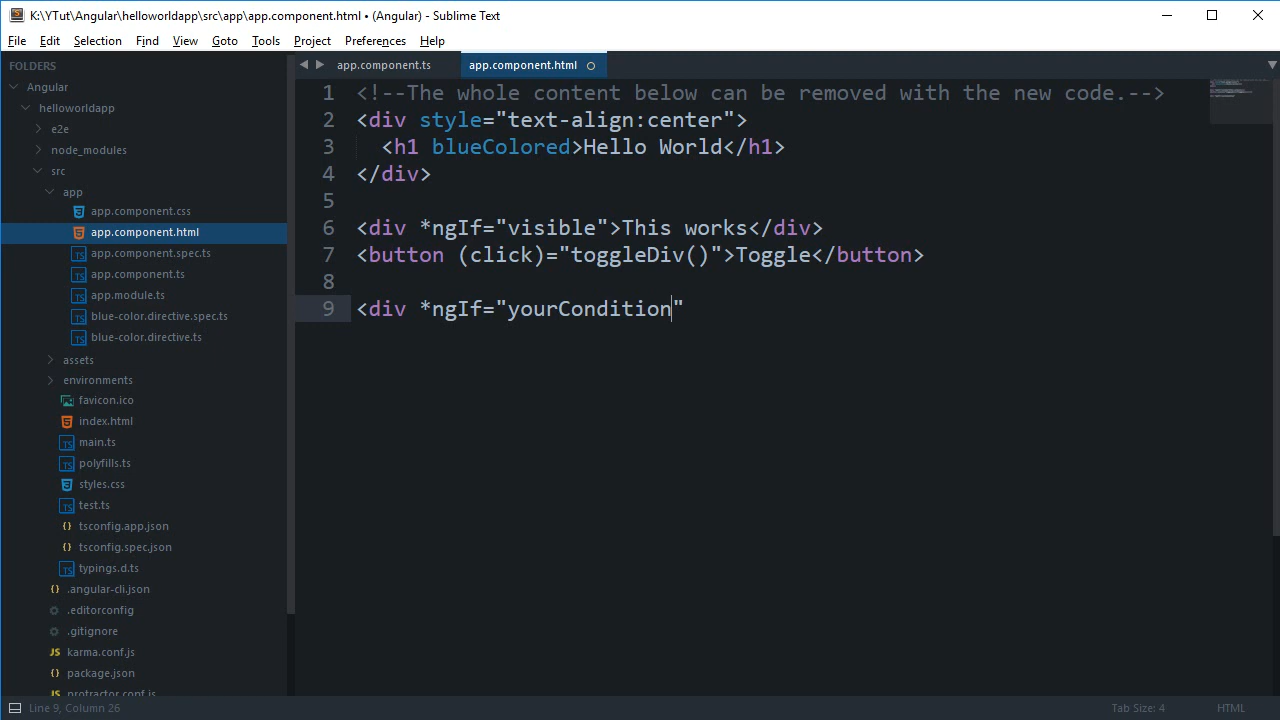 K:\YTut\Angular\helloworldapp\src\app\app.component.html • (Angular) - Sublime Text
File Edit Selection Find View Goto Tools Project Preferences Help
FOLDERS
Angular
helloworldapp
e2e
node_modules
src
app
app.component.css
app.component.html
app.component.spec.ts
app.component.ts
app.module.ts
blue-color.directive.spec.ts
blue-color.directive.ts
assets
environments
favicon.ico
index.html
main.ts
polyfills.ts
styles.css
test.ts
tsconfig.app.json
tsconfig.spec.json
typings.d.ts
.angular-cli.json
.editorconfig
.gitignore
karma.conf.js
package.json
protractor.conf.js
app.component.ts app.component.html
1 <!--The whole content below can be removed with the new code.-->
2 <div style="text-align:center">
3 <h1 blueColored>Hello World</h1>
4 </div>
5
6 <div *ngIf="visible">This works</div>
7 <button (click)="toggleDiv()">Toggle</button>
8
9 <div *ngIf="yourCondition"
Line 9, Column 26 Tab Size: 4 HTML